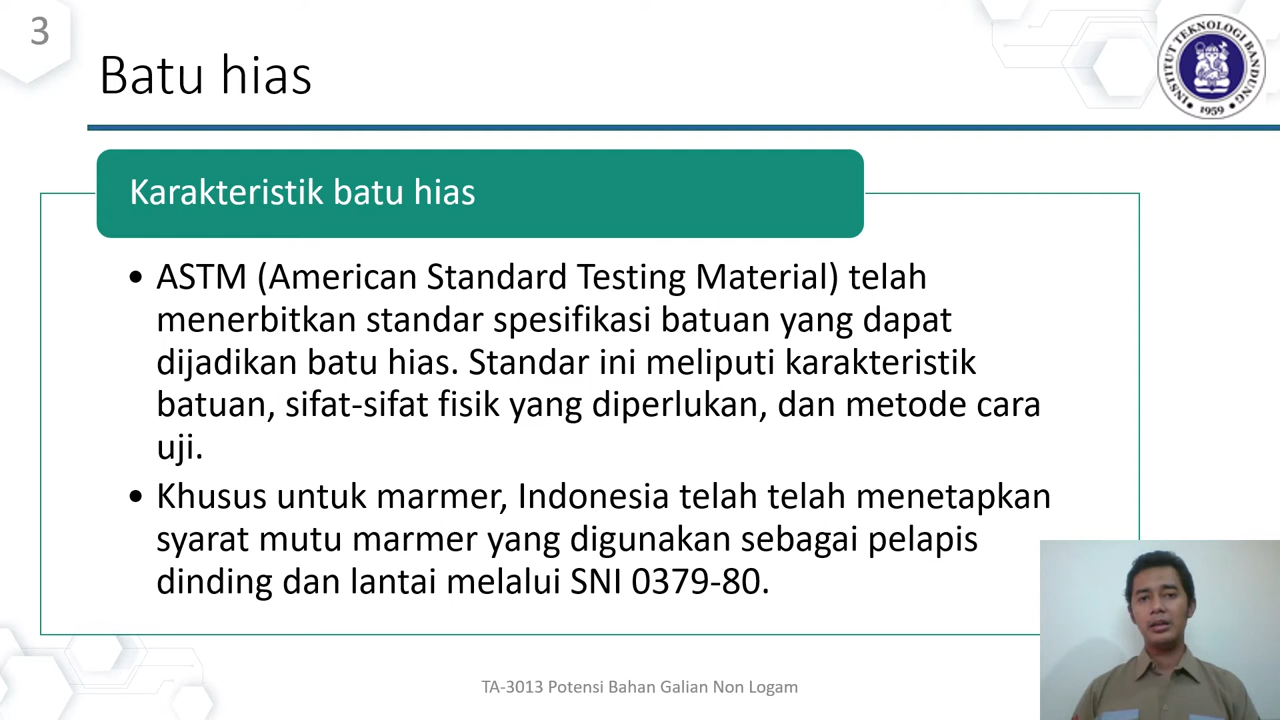 3
Batu hias
INSTITUT TEKNOLOGI BANDUNG
1959
Karakteristik batu hias
• ASTM (American Standard Testing Material) telah
menerbitkan standar spesifikasi batuan yang dapat
dijadikan batu hias. Standar ini meliputi karakteristik
batuan, sifat-sifat fisik yang diperlukan, dan metode cara
uji.
• Khusus untuk marmer, Indonesia telah telah menetapkan
syarat mutu marmer yang digunakan sebagai pelapis
dinding dan lantai melalui SNI 0379-80.
TA-3013 Potensi Bahan Galian Non Logam